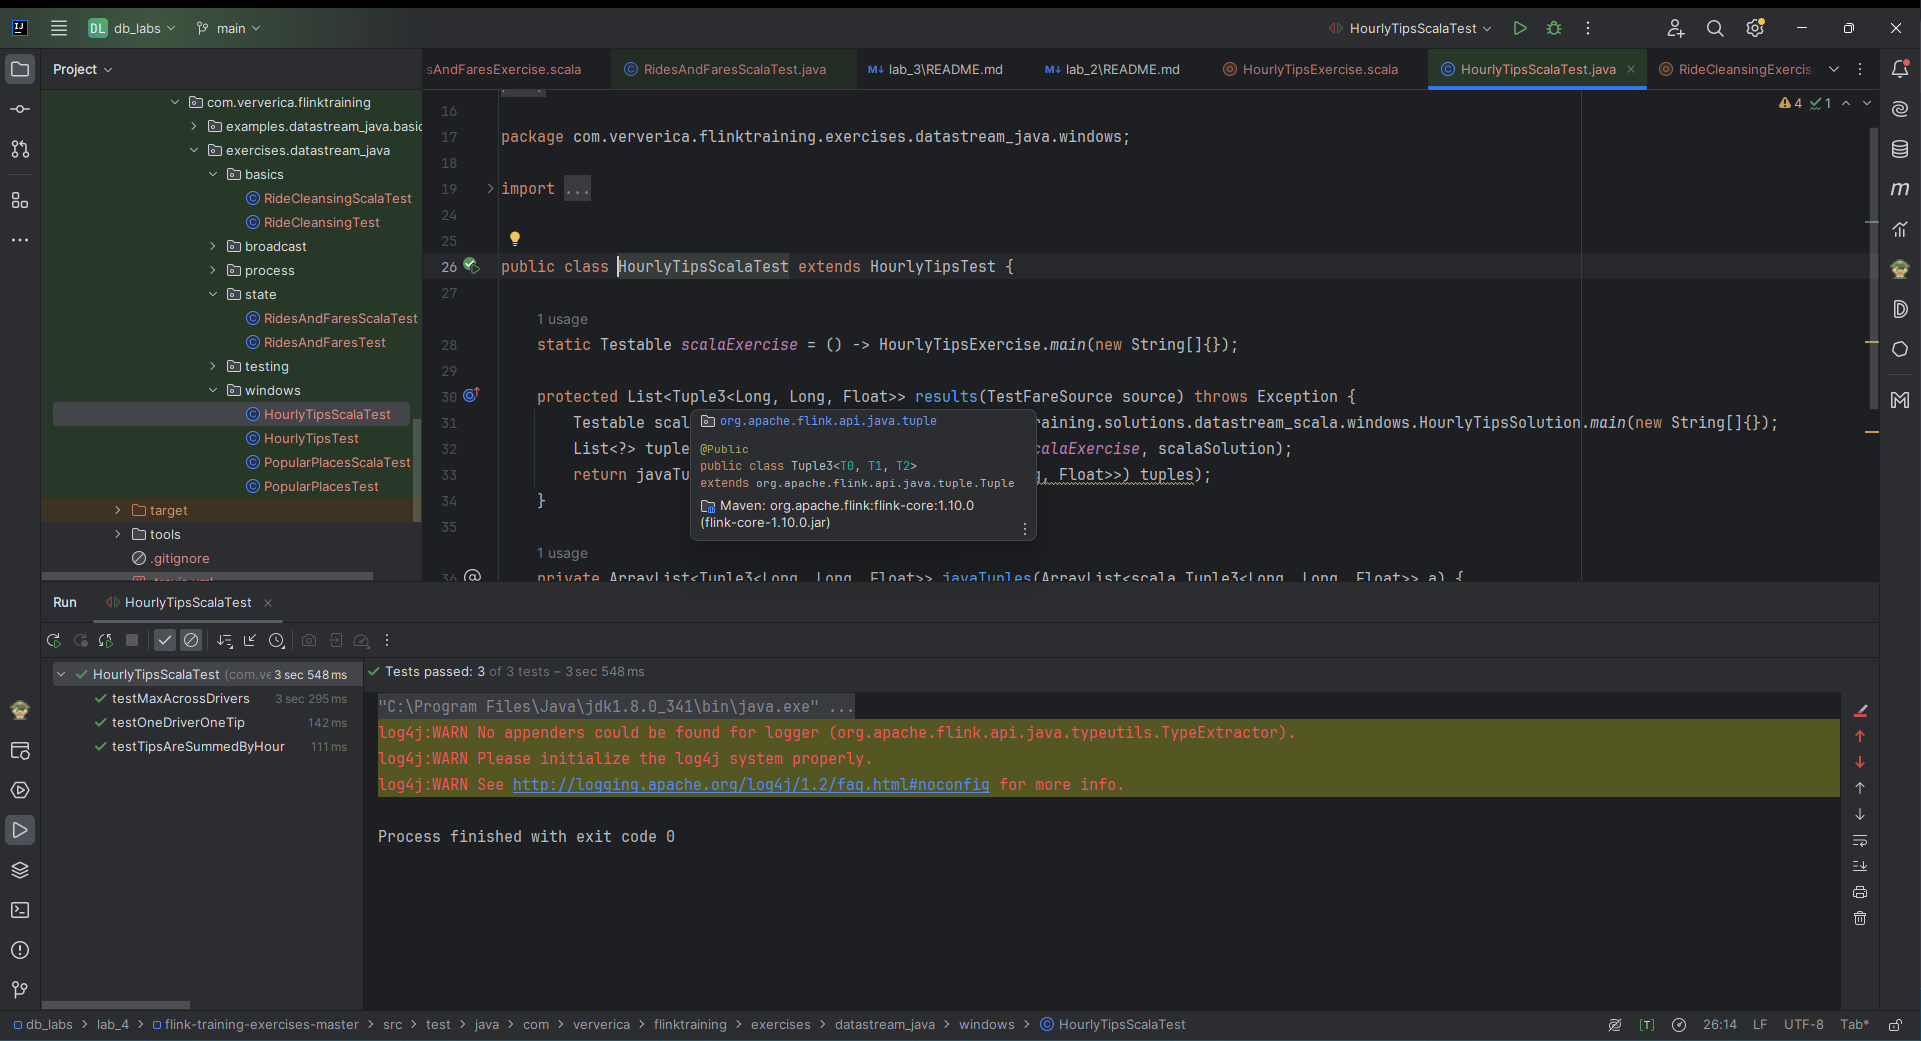 DL db_labs main
HourlyTipsScalaTest
Project
sAndFaresExercise.scala
RidesAndFaresScalaTest.java
lab_3\README.md
lab_2\README.md
HourlyTipsExercise.scala
HourlyTipsScalaTest.java
RideCleansingExercis
com.ververica.flinktraining
examples.datastream_java.basic
exercises.datastream_java
basics
RideCleansingScalaTest
RideCleansingTest
broadcast
process
state
RidesAndFaresScalaTest
RidesAndFaresTest
testing
windows
HourlyTipsScalaTest
HourlyTipsTest
PopularPlacesScalaTest
PopularPlacesTest
target
tools
.gitignore
.travis.yml
4 1
16
17 package com.ververica.flinktraining.exercises.datastream_java.windows;
18
19 import ...
24
25
26 public class HourlyTipsScalaTest extends HourlyTipsTest {
27
1 usage
28 static Testable scalaExercise = () -> HourlyTipsExercise.main(new String[]{});
29
30 protected List<Tuple3<Long, Long, Float>> results(TestFareSource source) throws Exception {
31 Testable scal raining.solutions.datastream_scala.windows.HourlyTipsSolution.main(new String[]{});
32 List<?> tuple calaExercise, scalaSolution);
33 return javaTu g, Float>>) tuples);
34 }
35
1 usage
36 private ArrayList<Tuple3<Long, Long, Float>> javaTuples(ArrayList<scala.Tuple3<Long, Long, Float>> a) {
org.apache.flink.api.java.tuple
@Public
public class Tuple3<T0, T1, T2>
extends org.apache.flink.api.java.tuple.Tuple
Maven: org.apache.flink:flink-core:1.10.0
(flink-core-1.10.0.jar)
Run HourlyTipsScalaTest
HourlyTipsScalaTest (com.ve 3 sec 548 ms
testMaxAcrossDrivers 3 sec 295 ms
testOneDriverOneTip 142 ms
testTipsAreSummedByHour 111 ms
Tests passed: 3 of 3 tests – 3 sec 548 ms
"C:\Program Files\Java\jdk1.8.0_341\bin\java.exe" ...
log4j:WARN No appenders could be found for logger (org.apache.flink.api.java.typeutils.TypeExtractor).
log4j:WARN Please initialize the log4j system properly.
log4j:WARN See http://logging.apache.org/log4j/1.2/faq.html#noconfig for more info.
Process finished with exit code 0
db_labs > lab_4 > flink-training-exercises-master > src > test > java > com > ververica > flinktraining > exercises > datastream_java > windows > HourlyTipsScalaTest
26:14 LF UTF-8 Tab*